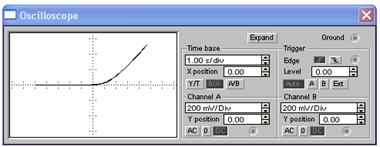 Oscilloscope
Expand
Ground
Time base
1.00 s/div
X position 0.00
Y/T B/A A/B
Trigger
Edge
Level 0.00
Auto A B Ext
Channel A
200 mV/Div
Y position 0.00
AC 0 DC
Channel B
200 mV/Div
Y position 0.00
AC 0 DC